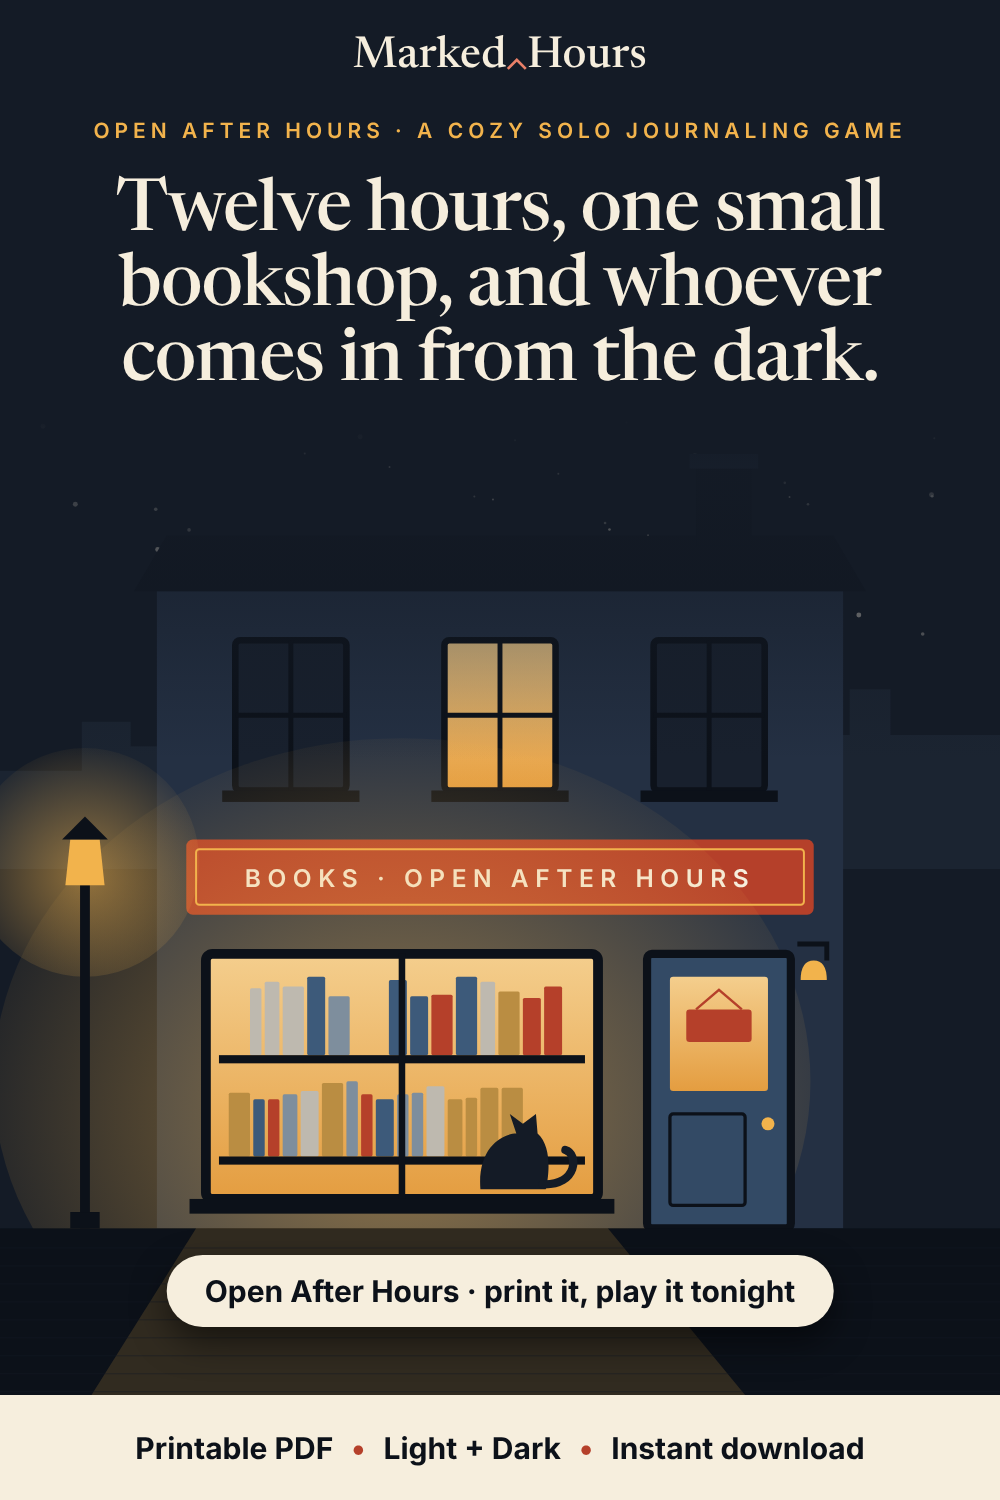 Marked‸Hours
OPEN AFTER HOURS · A COZY SOLO JOURNALING GAME
Twelve hours, one small
bookshop, and whoever
comes in from the dark.
BOOKS · OPEN AFTER HOURS
Open After Hours · print it, play it tonight
Printable PDF • Light + Dark • Instant download